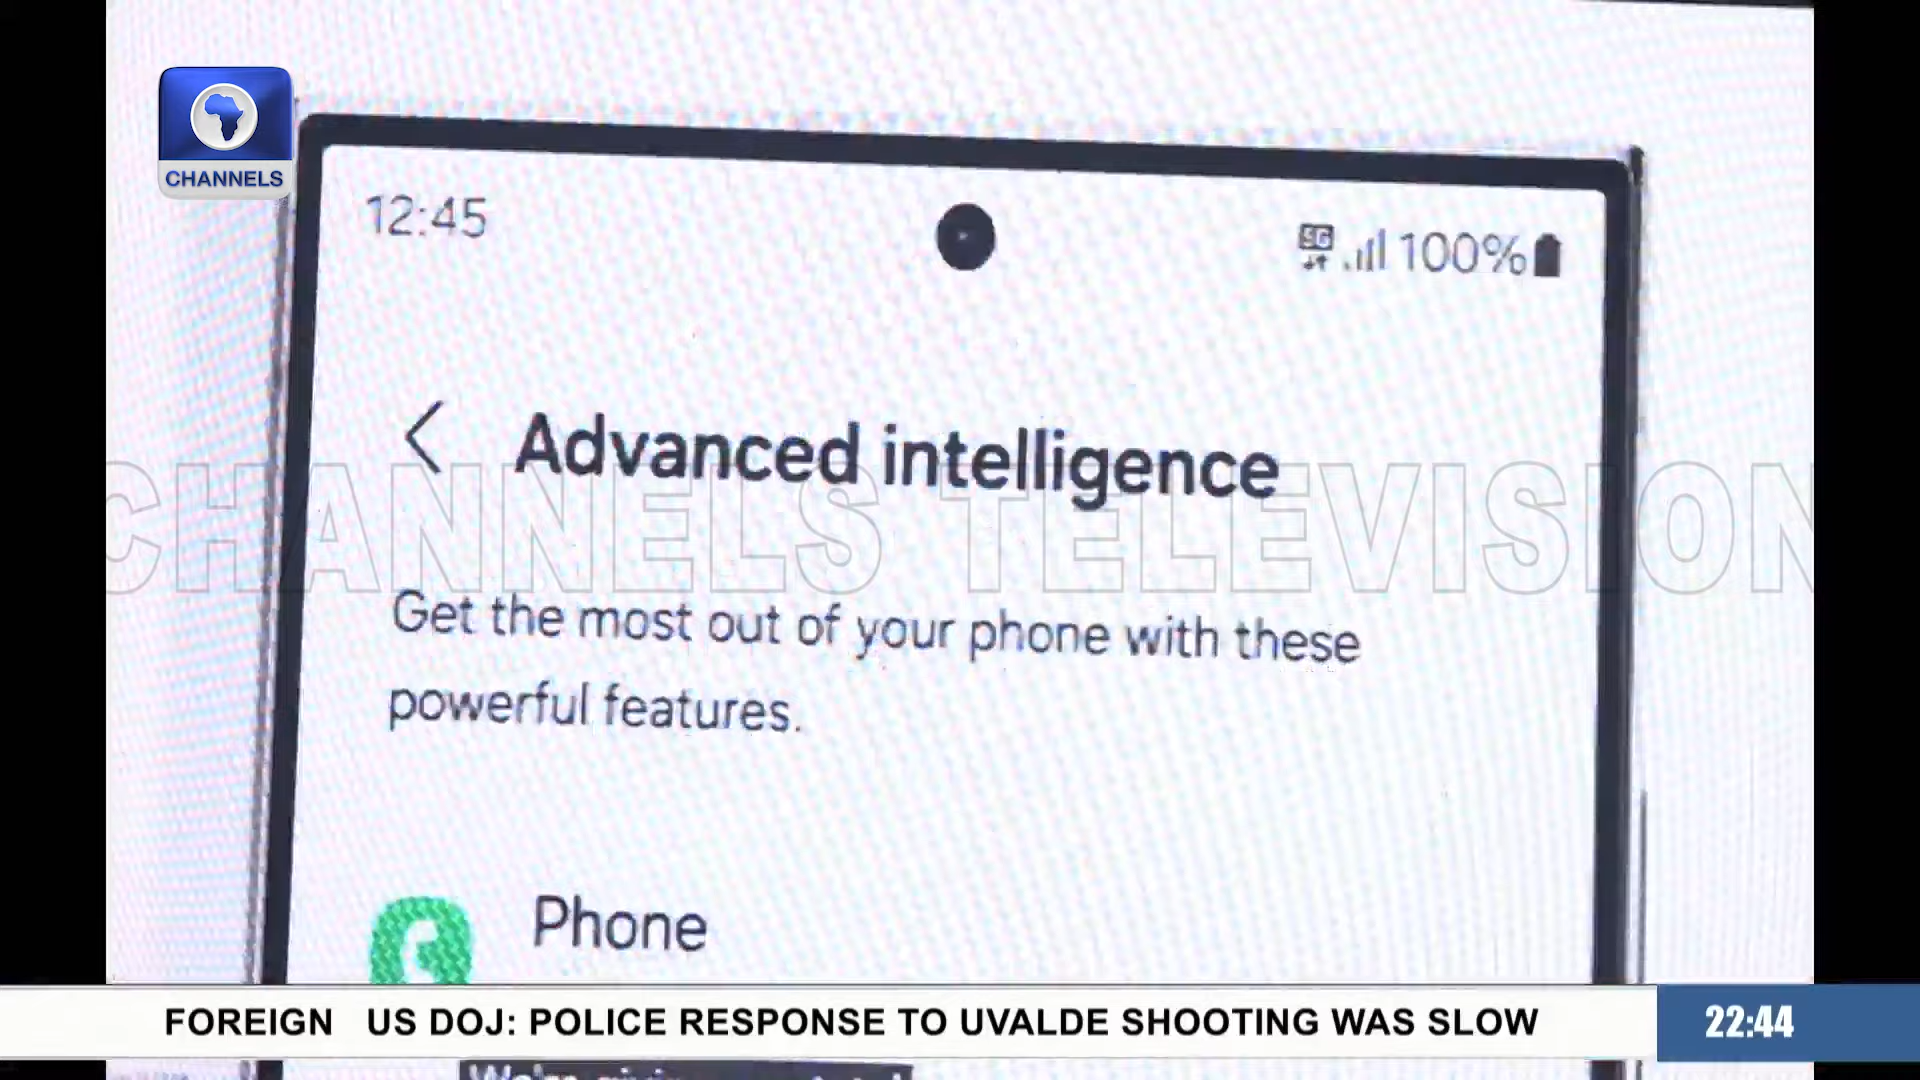 CHANNELS
12:45
5G 100%
Advanced intelligence
CHANNELS TELEVISION
Get the most out of your phone with these
powerful features.
Phone
FOREIGN US DOJ: POLICE RESPONSE TO UVALDE SHOOTING WAS SLOW
22:44